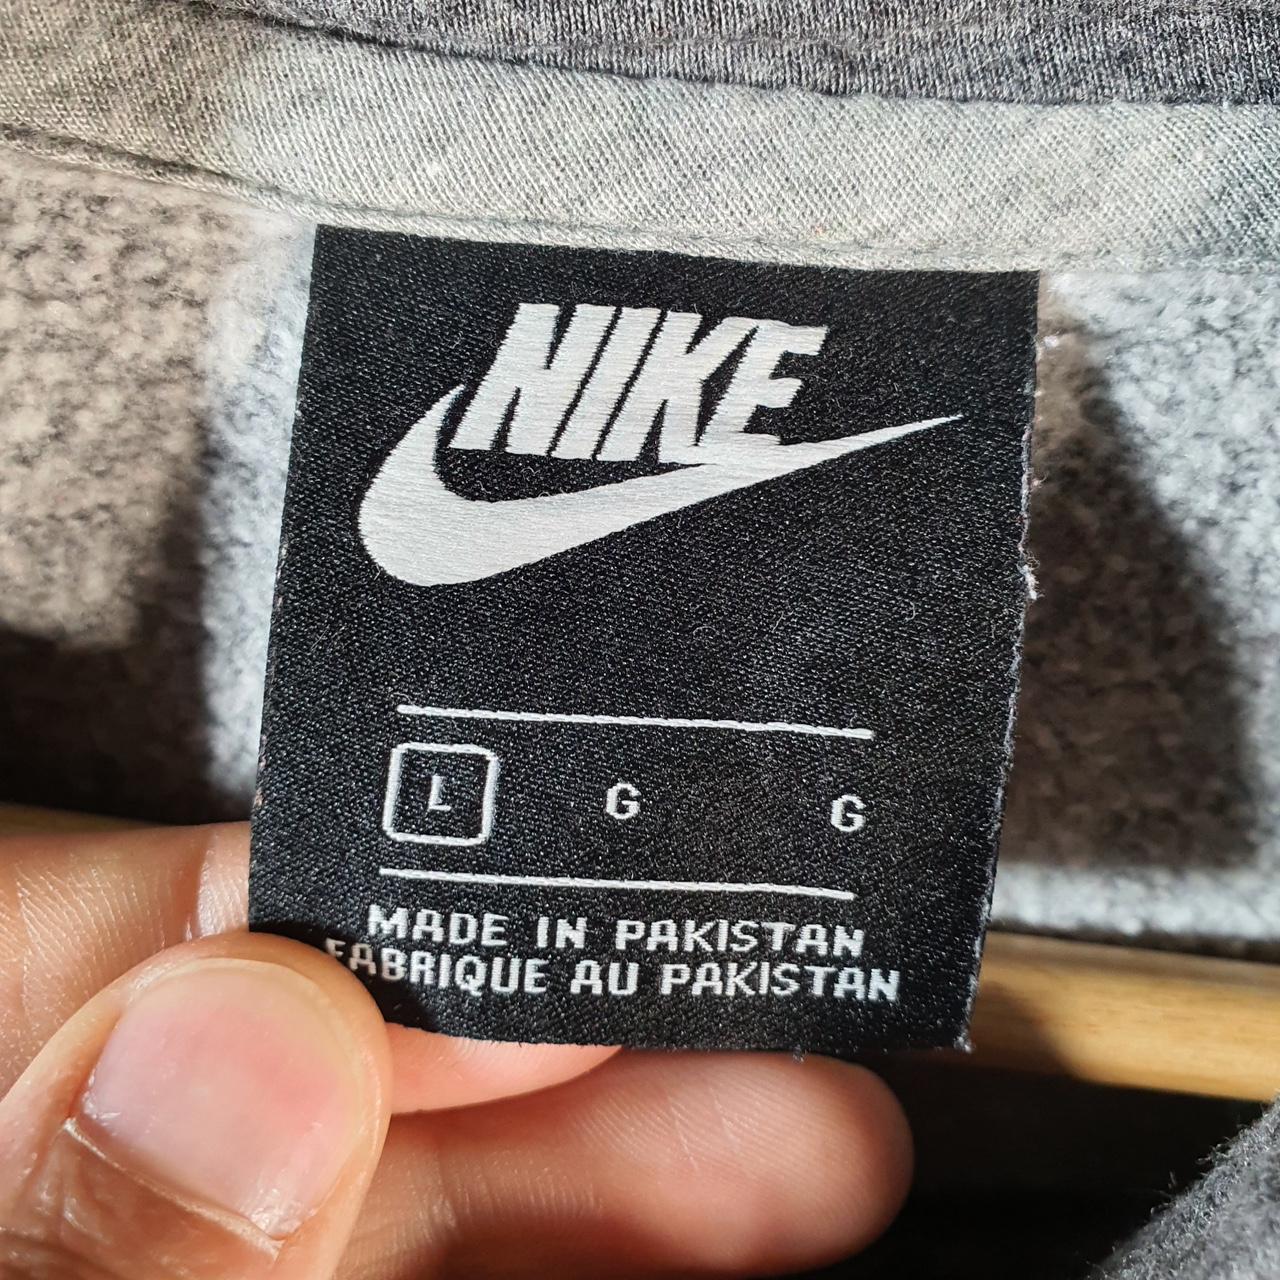 NIKE
L G G
MADE IN PAKISTAN
FABRIQUE AU PAKISTAN